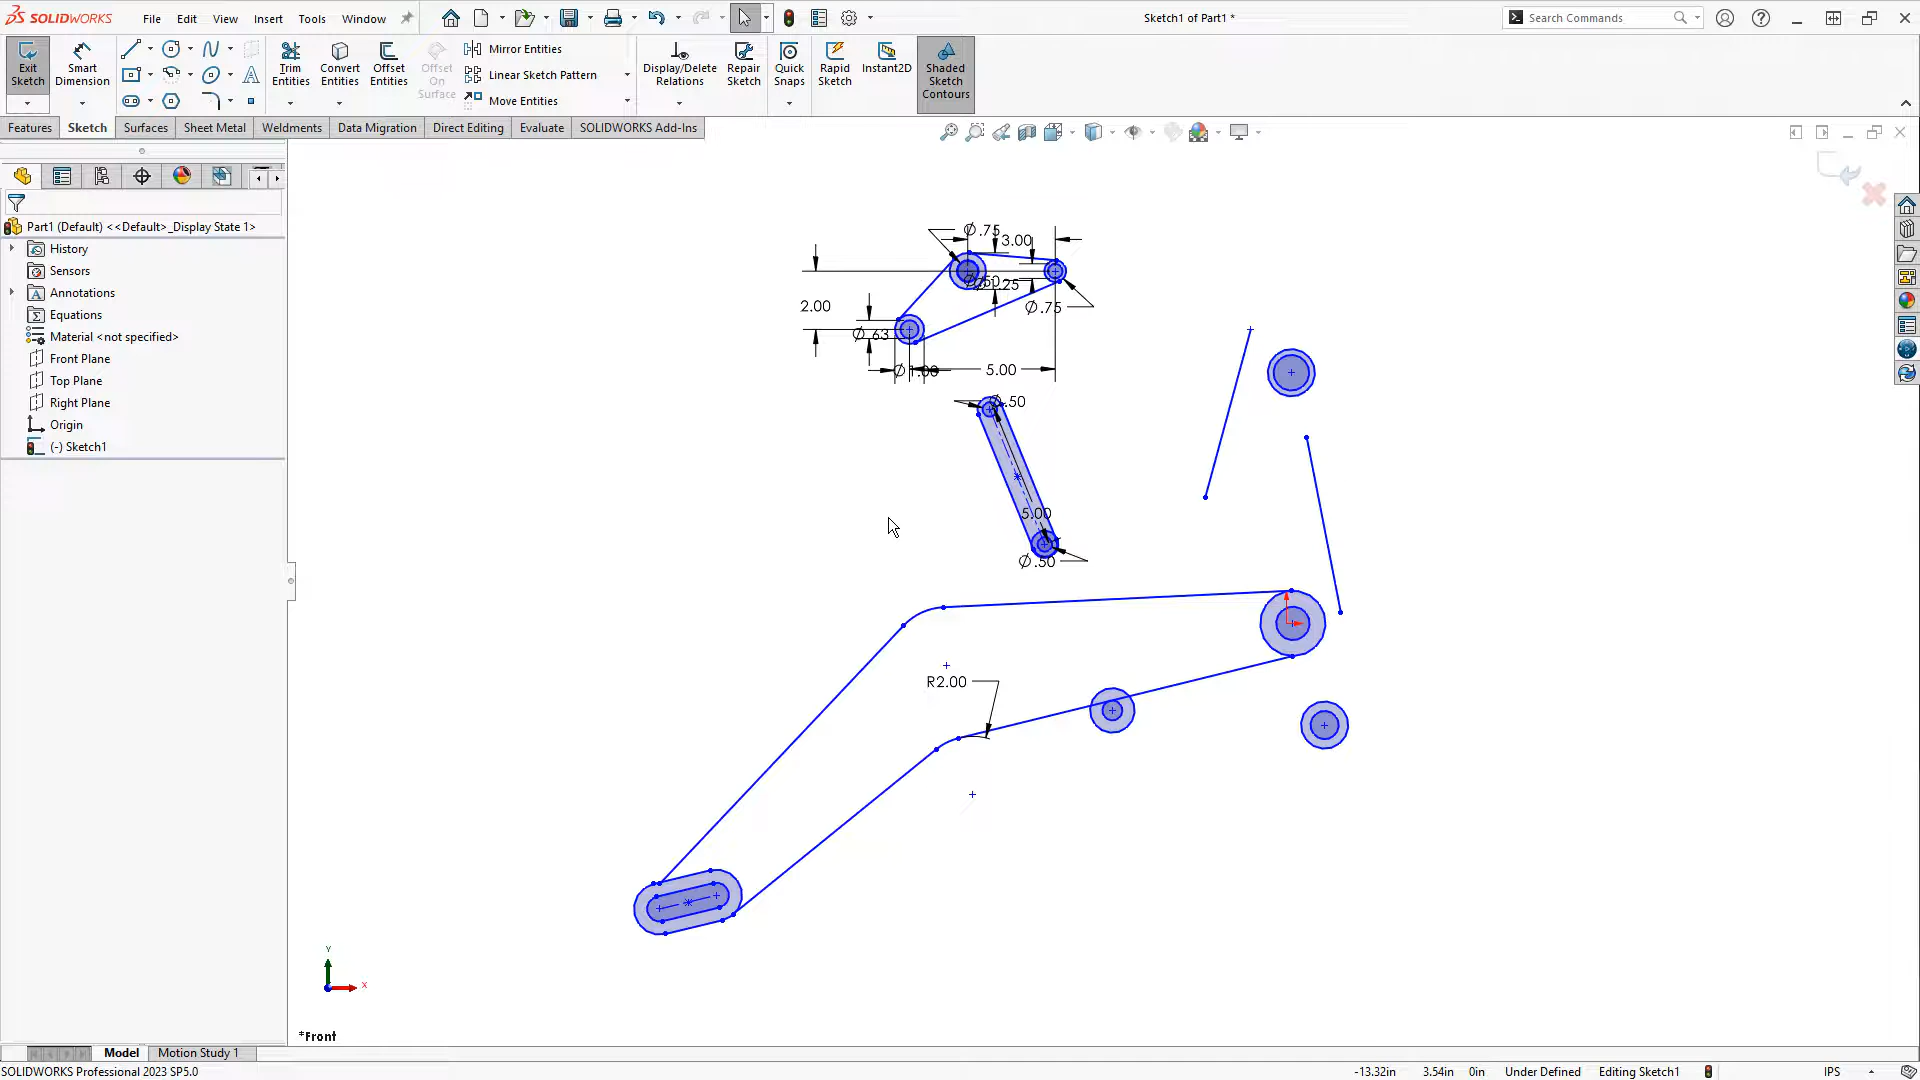 SOLIDWORKS File Edit View Insert Tools Window
Sketch1 of Part1 *
Search Commands
Exit Sketch
Smart Dimension
Trim Entities
Convert Entities
Offset Entities
Offset On Surface
Mirror Entities
Linear Sketch Pattern
Move Entities
Display/Delete Relations
Repair Sketch
Quick Snaps
Rapid Sketch
Instant2D
Shaded Sketch Contours
Features Sketch Surfaces Sheet Metal Weldments Data Migration Direct Editing Evaluate SOLIDWORKS Add-Ins
Part1 (Default) <<Default>_Display State 1>
History
Sensors
Annotations
Equations
Material <not specified>
Front Plane
Top Plane
Right Plane
Origin
(-) Sketch1
Ø.75
3.00
2.00
Ø.75
Ø.63
Ø1.00
5.00
Ø.50
5.00
Ø.50
R2.00
Y
X
*Front
Model Motion Study 1
SOLIDWORKS Professional 2023 SP5.0
-13.32in 3.54in 0in Under Defined Editing Sketch1 IPS